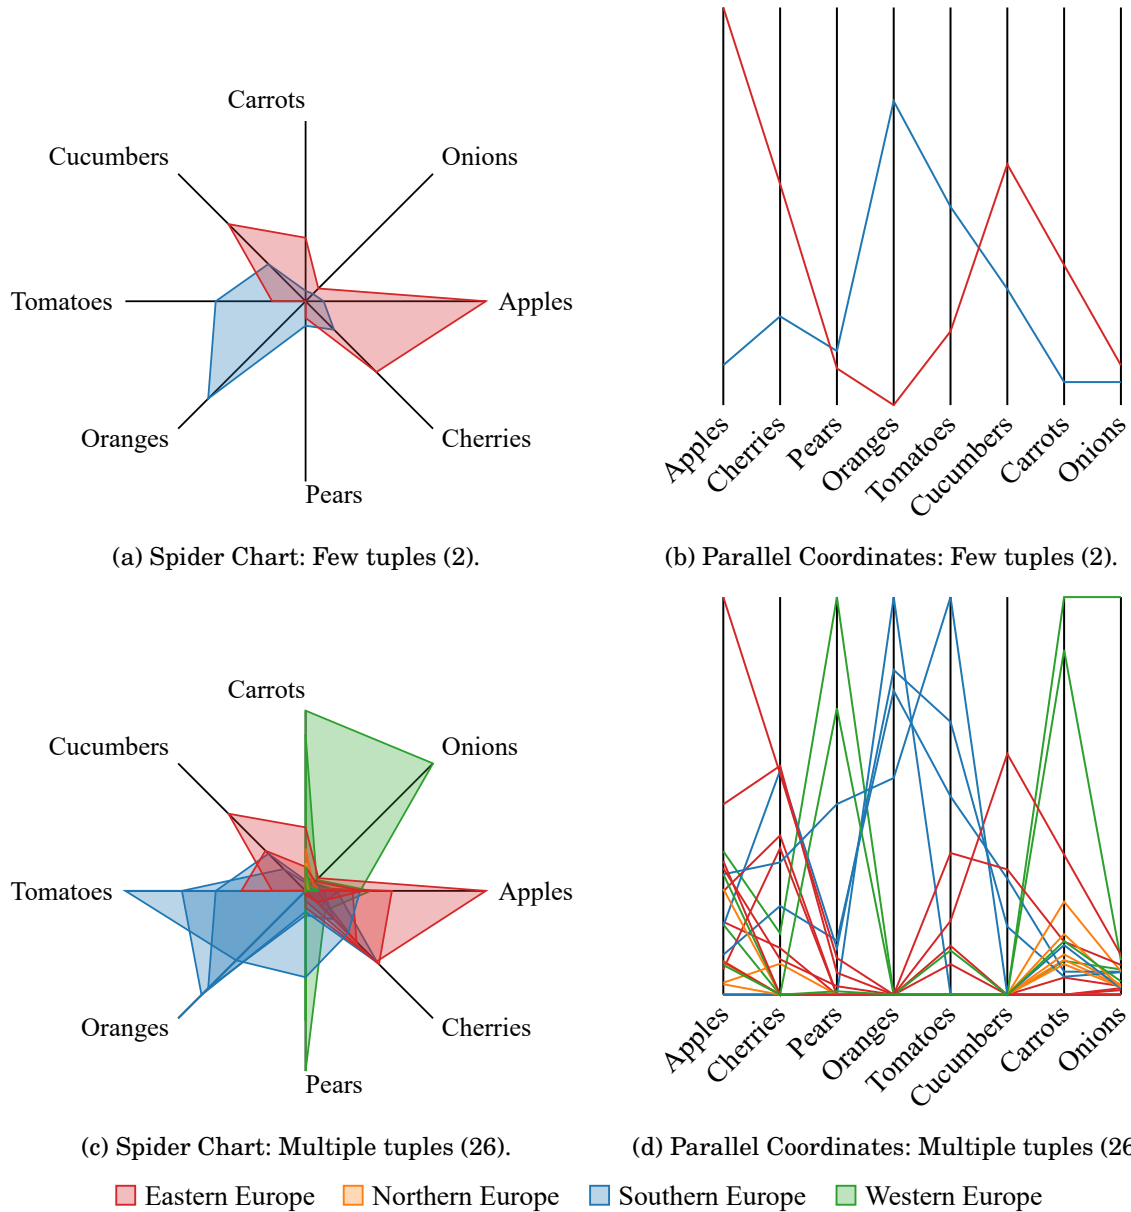 Carrots
Cucumbers
Onions
Tomatoes
Apples
Oranges
Cherries
Pears
Apples
Cherries
Pears
Oranges
Tomatoes
Cucumbers
Carrots
Onions
(a) Spider Chart: Few tuples (2).
(b) Parallel Coordinates: Few tuples (2).
Carrots
Cucumbers
Onions
Tomatoes
Apples
Oranges
Cherries
Pears
Apples
Cherries
Pears
Oranges
Tomatoes
Cucumbers
Carrots
Onions
(c) Spider Chart: Multiple tuples (26).
(d) Parallel Coordinates: Multiple tuples (26
Eastern Europe Northern Europe Southern Europe Western Europe